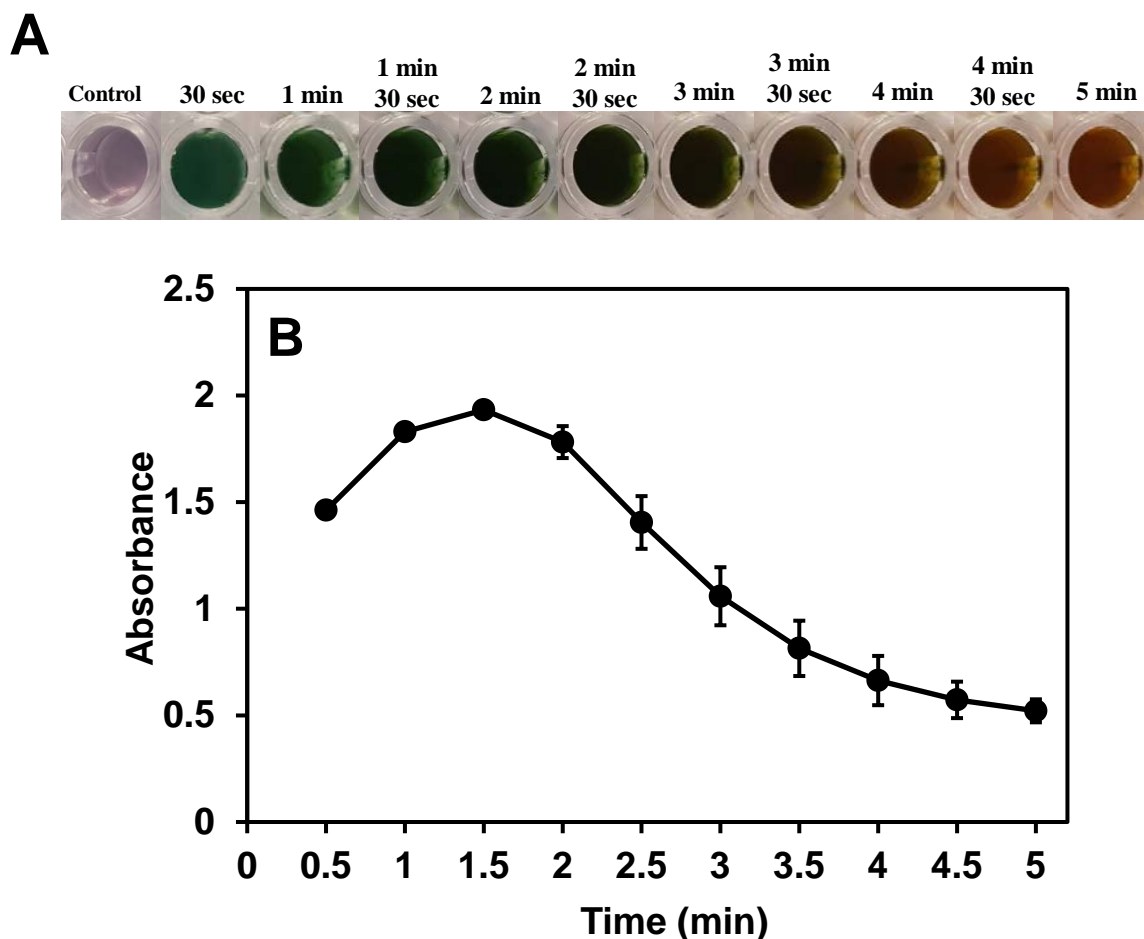 A
Control
30 sec
1 min
1 min
30 sec
2 min
2 min
30 sec
3 min
3 min
30 sec
4 min
4 min
30 sec
5 min
B
Absorbance
2.5
2
1.5
1
0.5
0
0 0.5 1 1.5 2 2.5 3 3.5 4 4.5 5
Time (min)